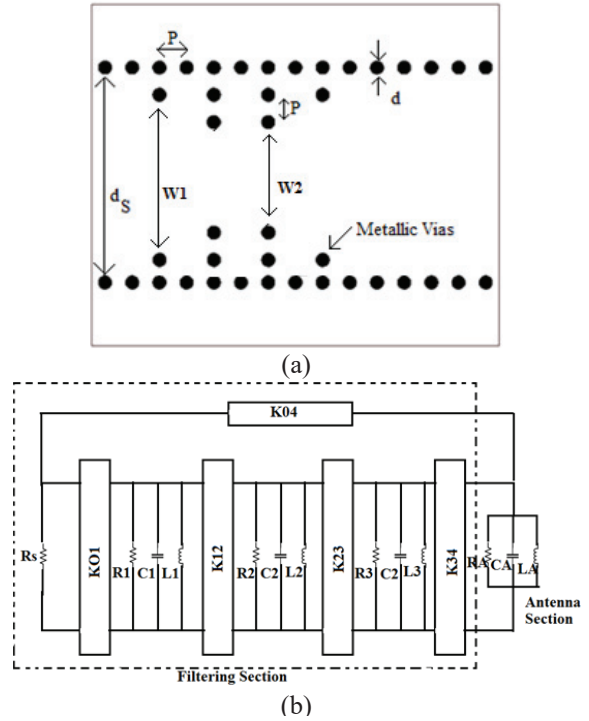 P
d
P
W1
W2
d_S
Metallic Vias
(a)
K04
Rs
KO1
R1 C1 L1
K12
R2 C2 L2
K23
R3 C2 L3
K34
RA CA LA
Antenna
Section
Filtering Section
(b)